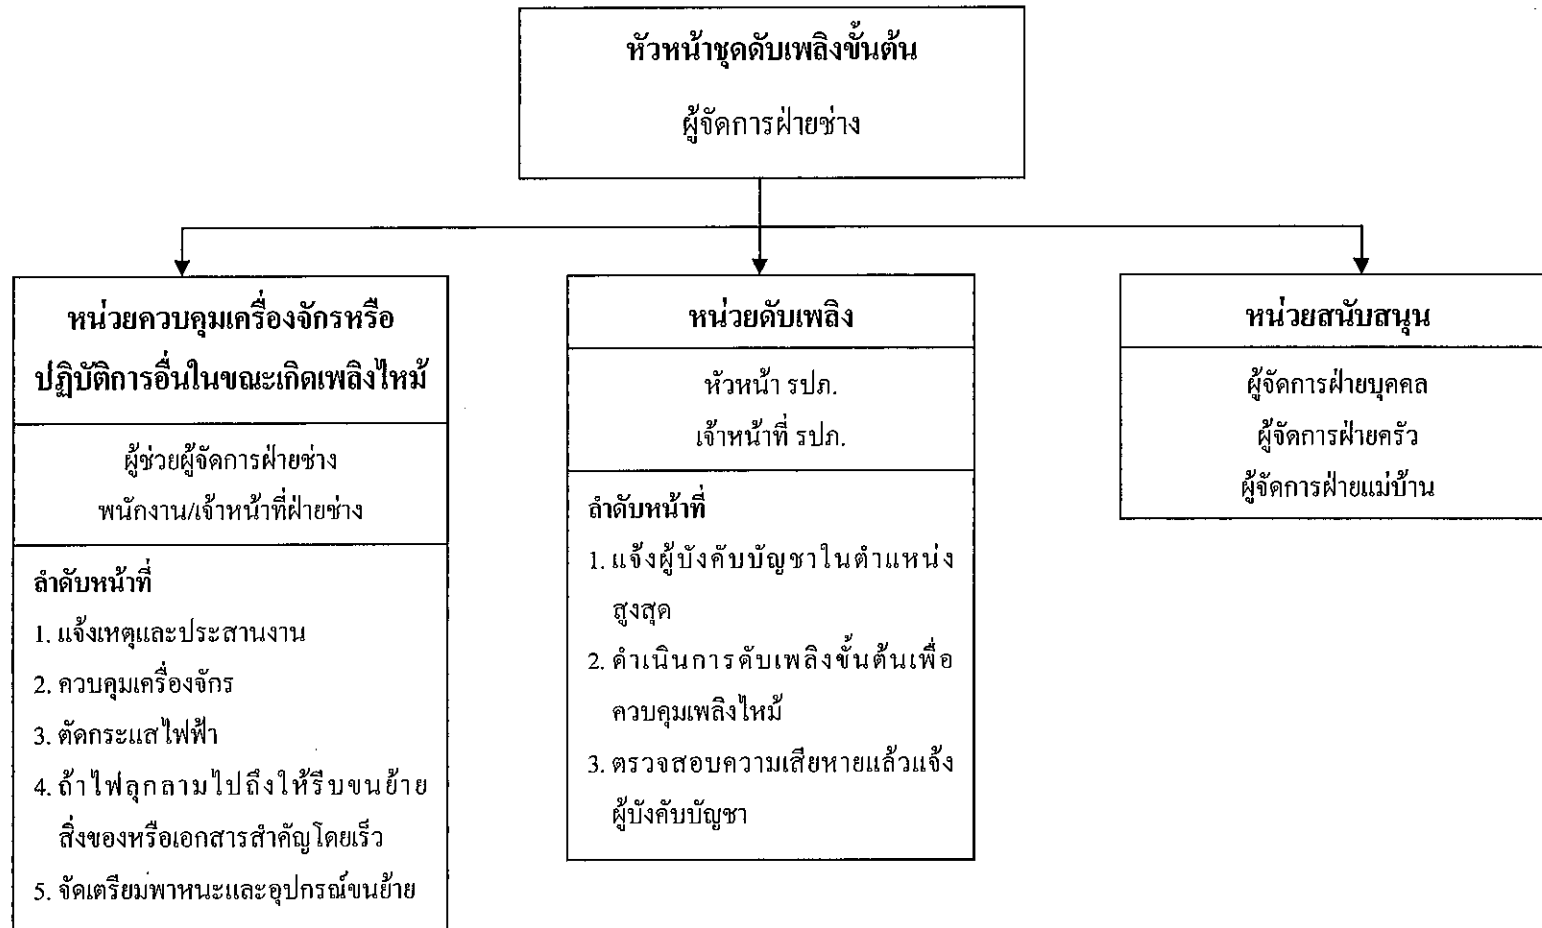 หัวหน้าชุดดับเพลิงขั้นต้น
ผู้จัดการฝ่ายช่าง
หน่วยควบคุมเครื่องจักรหรือ
ปฏิบัติการอื่นในขณะเกิดเพลิงไหม้
ผู้ช่วยผู้จัดการฝ่ายช่าง
พนักงาน/เจ้าหน้าที่ฝ่ายช่าง
ลำดับหน้าที่
1. แจ้งเหตุและประสานงาน
2. ควบคุมเครื่องจักร
3. ตัดกระแสไฟฟ้า
4. ถ้าไฟลุกลามไปถึงให้รีบขนย้าย
สิ่งของหรือเอกสารสำคัญโดยเร็ว
5. จัดเตรียมพาหนะและอุปกรณ์ขนย้าย
หน่วยดับเพลิง
หัวหน้า รปภ.
เจ้าหน้าที่ รปภ.
ลำดับหน้าที่
1. แจ้งผู้บังคับบัญชาในตำแหน่ง
สูงสุด
2. ดำเนินการดับเพลิงขั้นต้นเพื่อ
ควบคุมเพลิงไหม้
3. ตรวจสอบความเสียหายแล้วแจ้ง
ผู้บังคับบัญชา
หน่วยสนับสนุน
ผู้จัดการฝ่ายบุคคล
ผู้จัดการฝ่ายครัว
ผู้จัดการฝ่ายแม่บ้าน